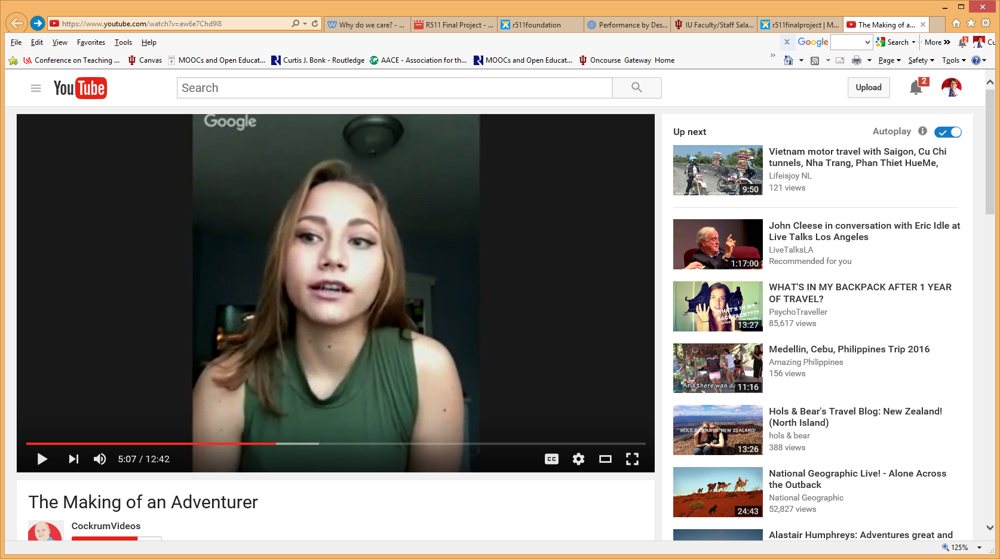 https://www.youtube.com/watch?v=ew6e7Chd9I8
Why do we care? - ...
R511 Final Project - ...
r511foundation
Performance by Des...
IU Faculty/Staff Sala...
r511finalproject | M...
The Making of a...
File Edit View Favorites Tools Help
x Google Search More » 2 Cu
Conference on Teaching ... Canvas MOOCs and Open Educat... Curtis J. Bonk - Routledge AACE - Association for th... MOOCs and Open Educat... Oncourse Gateway Home
» Page Safety Tools
YouTube
Search
Upload
2
Google
5:07 / 12:42
CC
The Making of an Adventurer
CockrumVideos
Up next
Autoplay
9:50
Vietnam motor travel with Saigon, Cu Chi
tunnels, Nha Trang, Phan Thiet HueMe,
Lifeisjoy NL
121 views
1:17:00
John Cleese in conversation with Eric Idle at
Live Talks Los Angeles
LiveTalksLA
Recommended for you
WHAT'S IN MY
BACKPACK????
13:27
WHAT'S IN MY BACKPACK AFTER 1 YEAR
OF TRAVEL?
PsychoTraveller
85,617 views
And there was da
11:16
Medellin, Cebu, Philippines Trip 2016
Amazing Philippines
156 views
HOLS & BEAR IN: NEW ZEALAND!
13:26
Hols & Bear's Travel Blog: New Zealand!
(North Island)
hols & bear
388 views
24:43
National Geographic Live! - Alone Across
the Outback
National Geographic
52,827 views
Alastair Humphreys: Adventures great and
125%